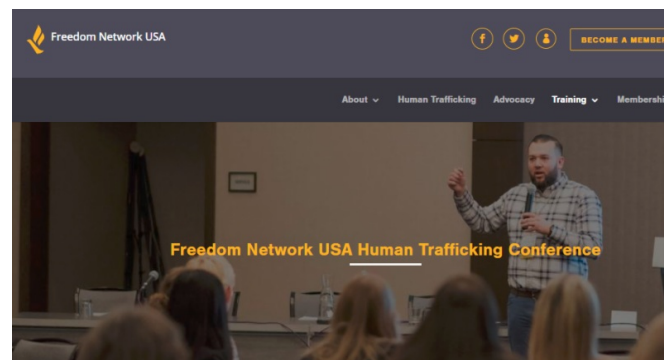 Freedom Network USA
BECOME A MEMBER
About
Human Trafficking
Advocacy
Training
Freedom Network USA Human Trafficking Conference